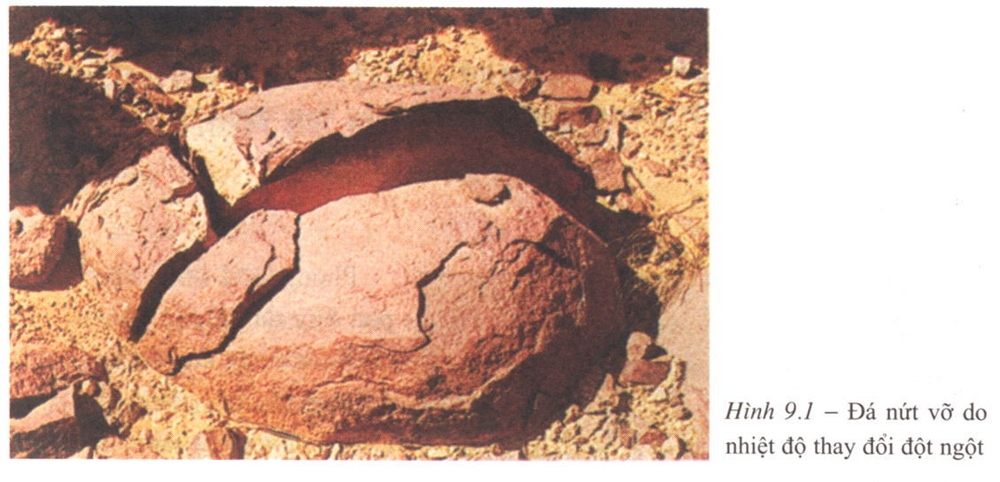 Hình 9.1 – Đá nứt vỡ do
nhiệt độ thay đổi đột ngột